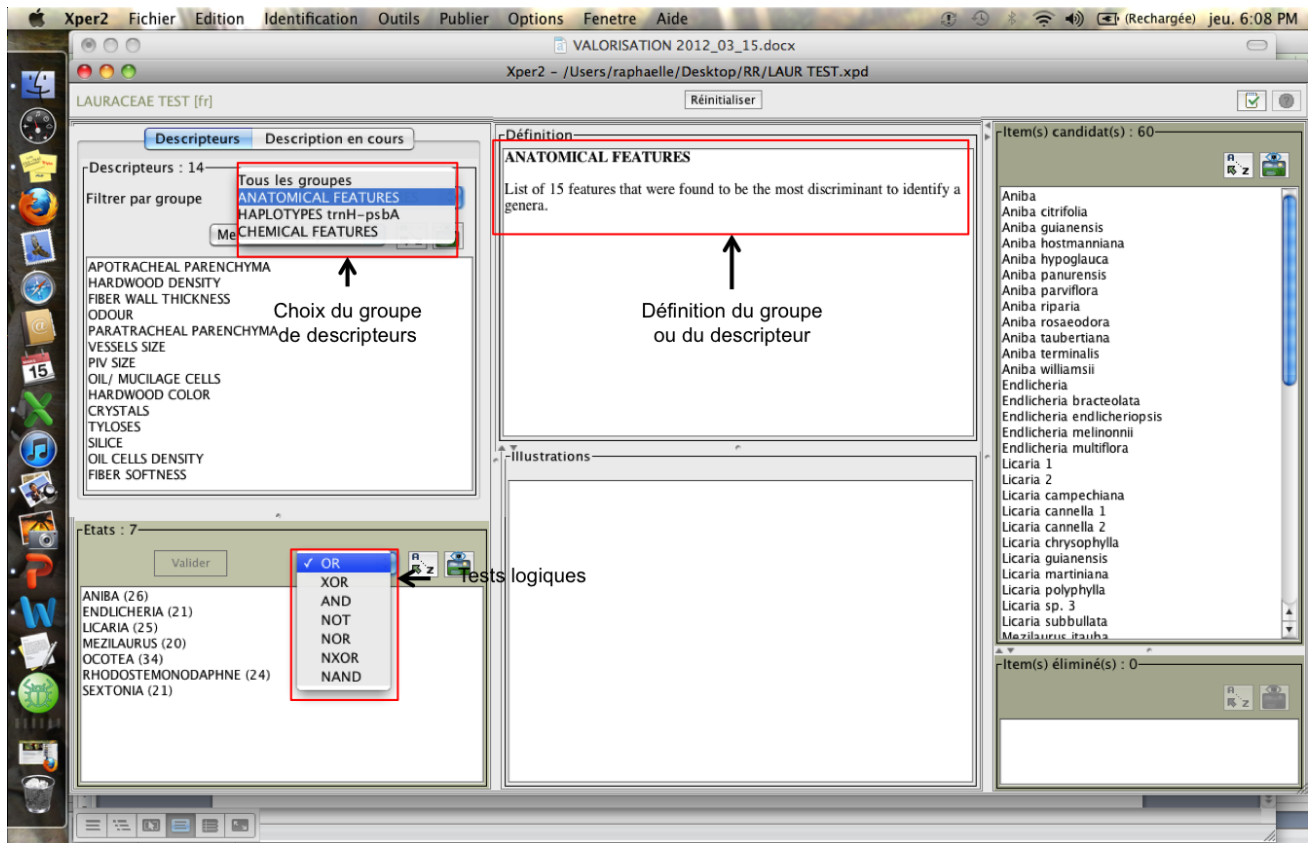 Xper2 Fichier Edition Identification Outils Publier Options Fenetre Aide (Rechargée) jeu. 6:08 PM
VALORISATION 2012_03_15.docx
Xper2 – /Users/raphaelle/Desktop/RR/LAUR TEST.xpd
LAURACEAE TEST [fr]
Réinitialiser
Descripteurs Description en cours
Descripteurs : 14
Filtrer par groupe
Tous les groupes
ANATOMICAL FEATURES
HAPLOTYPES trnH-psbA
CHEMICAL FEATURES
Me
APOTRACHEAL PARENCHYMA
HARDWOOD DENSITY
FIBER WALL THICKNESS
ODOUR
PARATRACHEAL PARENCHYMA
VESSELS SIZE
PIV SIZE
OIL/ MUCILAGE CELLS
HARDWOOD COLOR
CRYSTALS
TYLOSES
SILICE
OIL CELLS DENSITY
FIBER SOFTNESS
Choix du groupe
de descripteurs
Etats : 7
Valider
ANIBA (26)
ENDLICHERIA (21)
LICARIA (25)
MEZILAURUS (20)
OCOTEA (34)
RHODOSTEMONODAPHNE (24)
SEXTONIA (21)
✓ OR
XOR
AND
NOT
NOR
NXOR
NAND
Tests logiques
Définition
ANATOMICAL FEATURES
List of 15 features that were found to be the most discriminant to identify a
genera.
Définition du groupe
ou du descripteur
Illustrations
Item(s) candidat(s) : 60
Aniba
Aniba citrifolia
Aniba guianensis
Aniba hostmanniana
Aniba hypoglauca
Aniba panurensis
Aniba parviflora
Aniba riparia
Aniba rosaeodora
Aniba taubertiana
Aniba terminalis
Aniba williamsii
Endlicheria
Endlicheria bracteolata
Endlicheria endlicheriopsis
Endlicheria melinonnii
Endlicheria multiflora
Licaria 1
Licaria 2
Licaria campechiana
Licaria cannella 1
Licaria cannella 2
Licaria chrysophylla
Licaria guianensis
Licaria martiniana
Licaria polyphylla
Licaria sp. 3
Licaria subbullata
Mezilaurus itauba
Item(s) éliminé(s) : 0
15